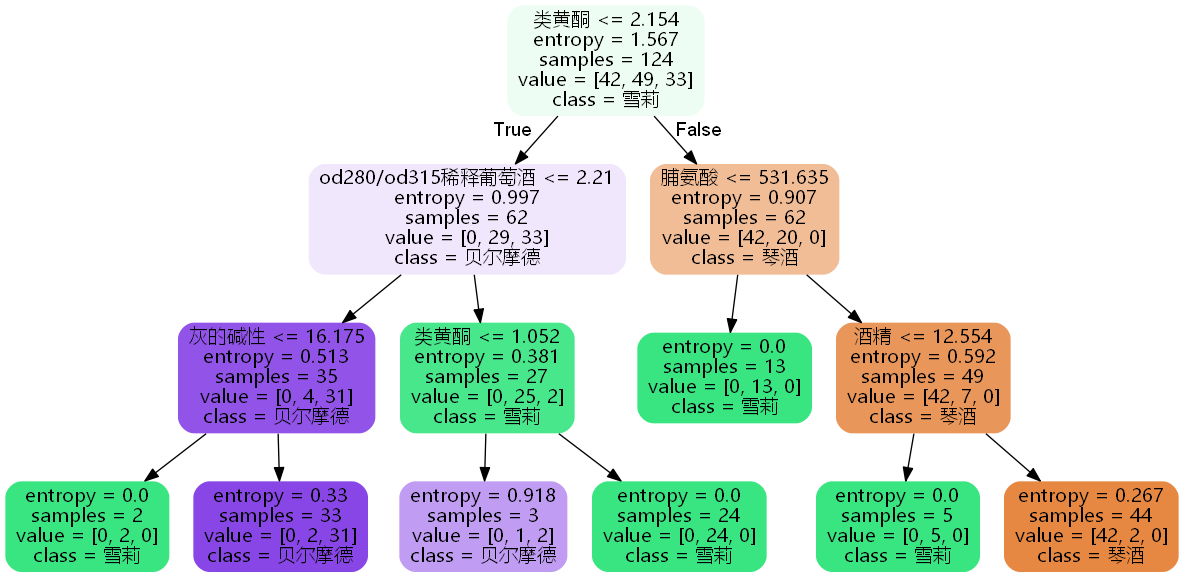 类黄酮 <= 2.154
entropy = 1.567
samples = 124
value = [42, 49, 33]
class = 雪莉
True
False
od280/od315稀释葡萄酒 <= 2.21
entropy = 0.997
samples = 62
value = [0, 29, 33]
class = 贝尔摩德
脯氨酸 <= 531.635
entropy = 0.907
samples = 62
value = [42, 20, 0]
class = 琴酒
灰的碱性 <= 16.175
entropy = 0.513
samples = 35
value = [0, 4, 31]
class = 贝尔摩德
类黄酮 <= 1.052
entropy = 0.381
samples = 27
value = [0, 25, 2]
class = 雪莉
entropy = 0.0
samples = 13
value = [0, 13, 0]
class = 雪莉
酒精 <= 12.554
entropy = 0.592
samples = 49
value = [42, 7, 0]
class = 琴酒
entropy = 0.0
samples = 2
value = [0, 2, 0]
class = 雪莉
entropy = 0.33
samples = 33
value = [0, 2, 31]
class = 贝尔摩德
entropy = 0.918
samples = 3
value = [0, 1, 2]
class = 贝尔摩德
entropy = 0.0
samples = 24
value = [0, 24, 0]
class = 雪莉
entropy = 0.0
samples = 5
value = [0, 5, 0]
class = 雪莉
entropy = 0.267
samples = 44
value = [42, 2, 0]
class = 琴酒